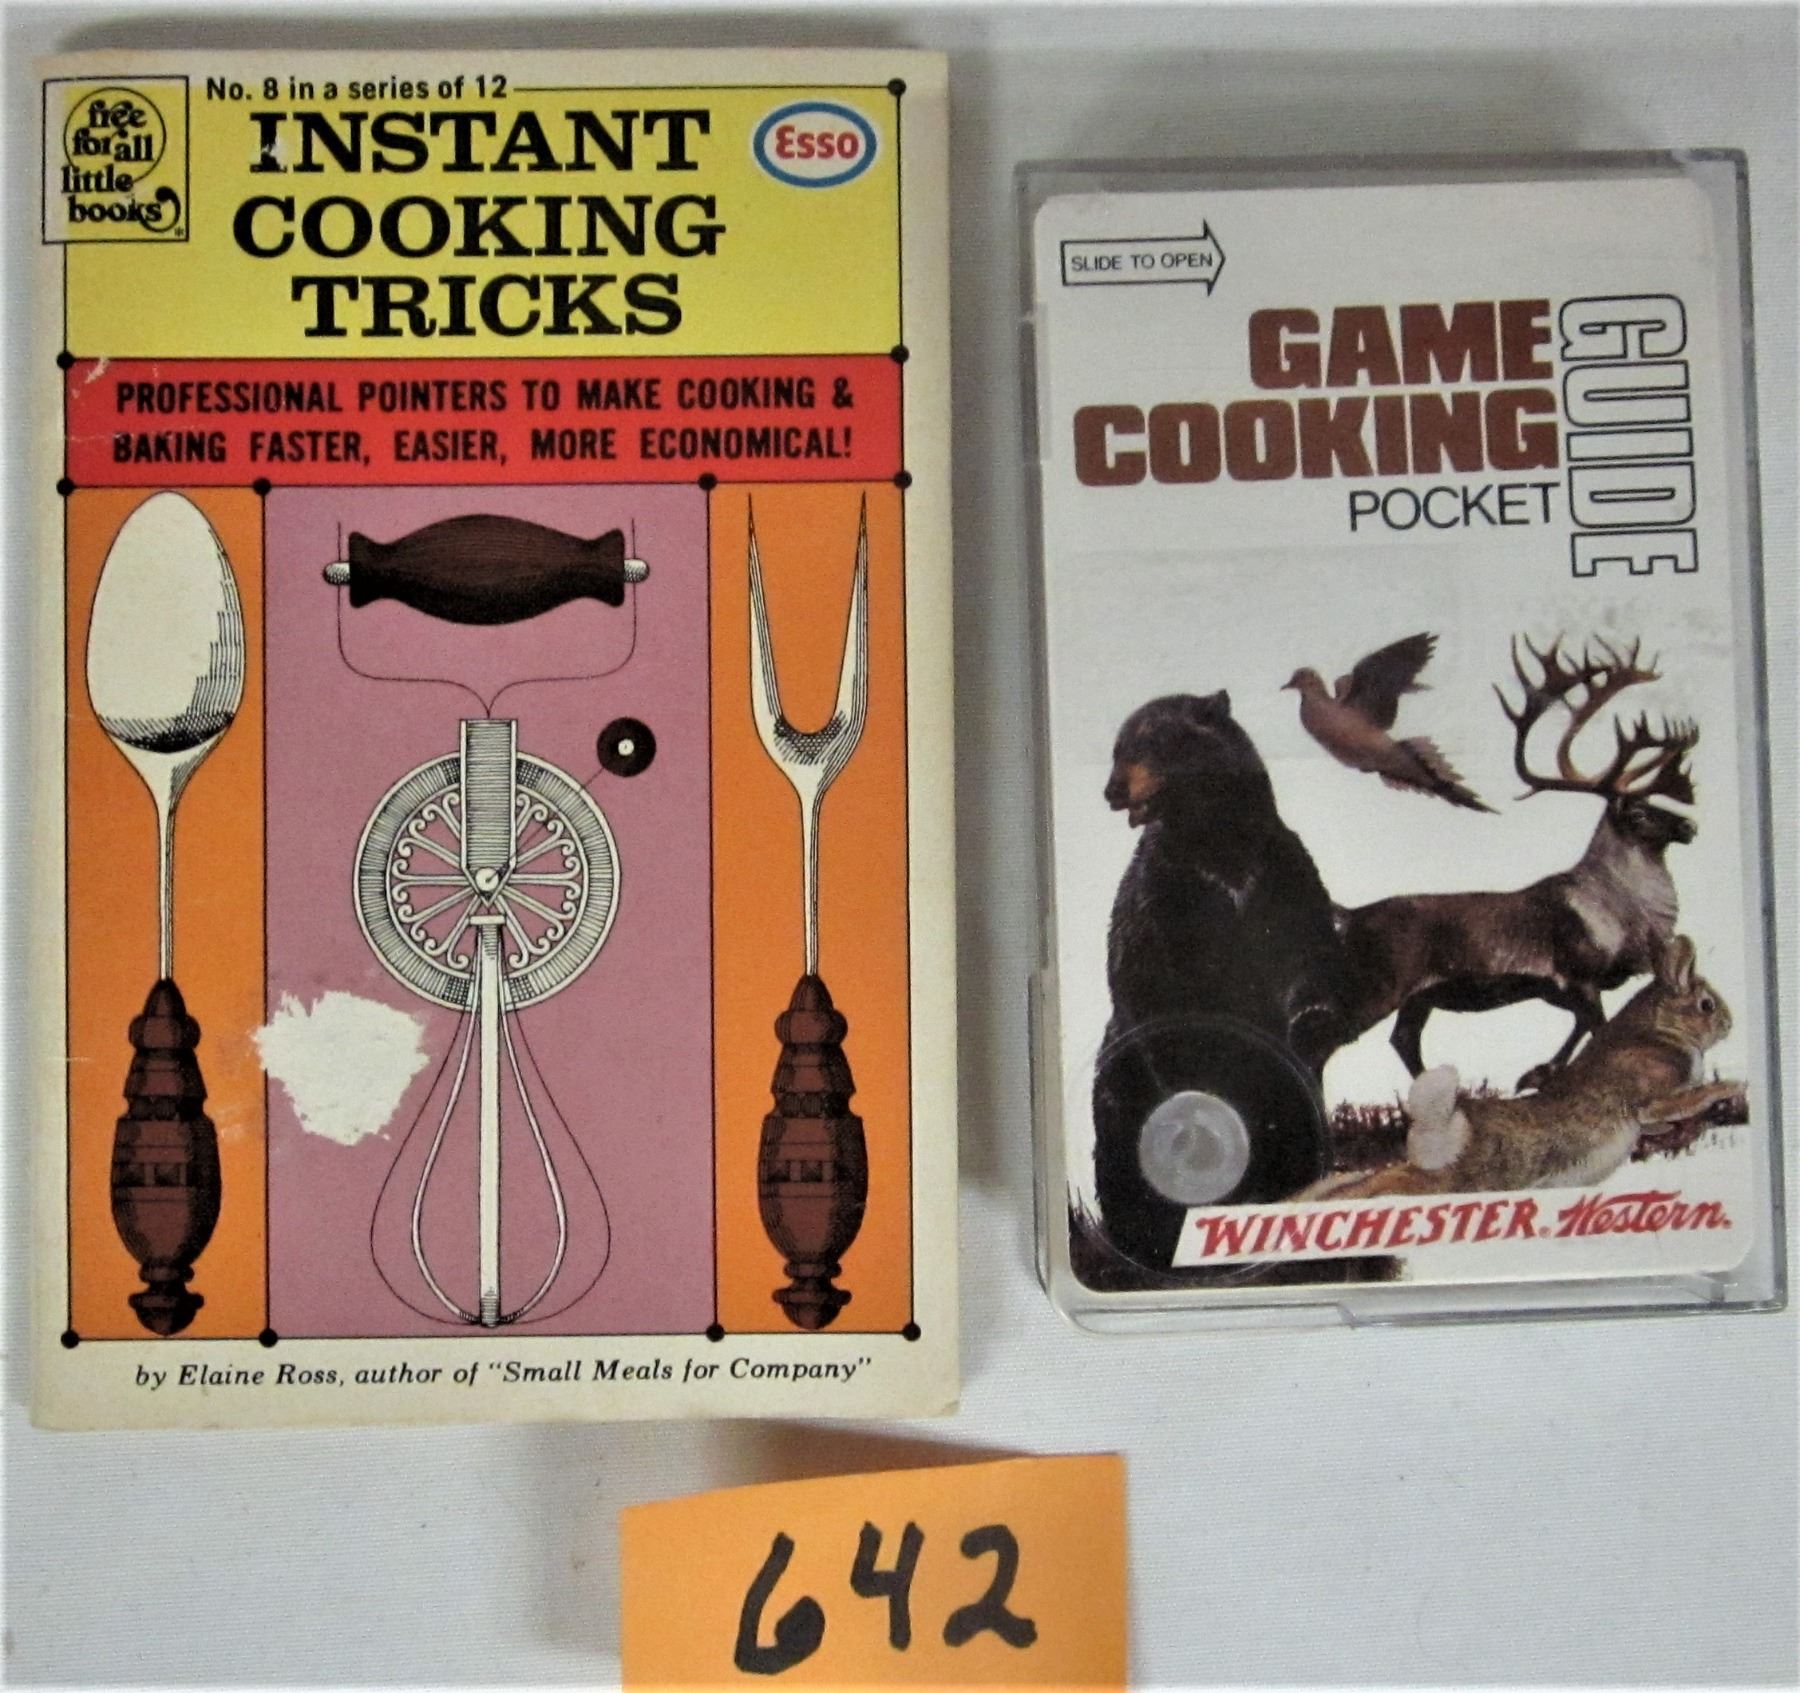 No. 8 in a series of 12
free
for all
little
books*
INSTANT
COOKING
TRICKS
Esso
PROFESSIONAL POINTERS TO MAKE COOKING &
BAKING FASTER, EASIER, MORE ECONOMICAL!
by Elaine Ross, author of "Small Meals for Company"
SLIDE TO OPEN
GAME
COOKING
POCKET
GUIDE
WINCHESTER. Western.
642